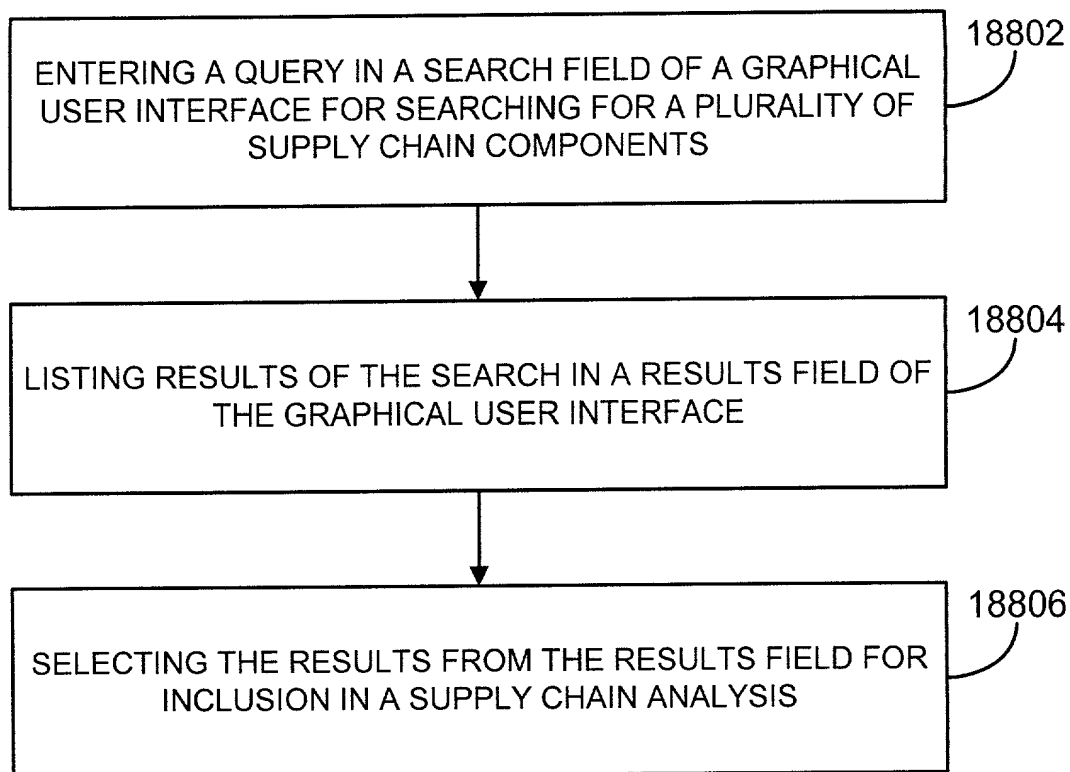 18802
ENTERING A QUERY IN A SEARCH FIELD OF A GRAPHICAL
USER INTERFACE FOR SEARCHING FOR A PLURALITY OF
SUPPLY CHAIN COMPONENTS
18804
LISTING RESULTS OF THE SEARCH IN A RESULTS FIELD OF
THE GRAPHICAL USER INTERFACE
18806
SELECTING THE RESULTS FROM THE RESULTS FIELD FOR
INCLUSION IN A SUPPLY CHAIN ANALYSIS